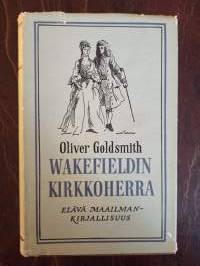 Oliver Goldsmith
WAKEFIELDIN
KIRKKOHERRA
ELÄVÄ MAAILMAN-
KIRJALLISUUS